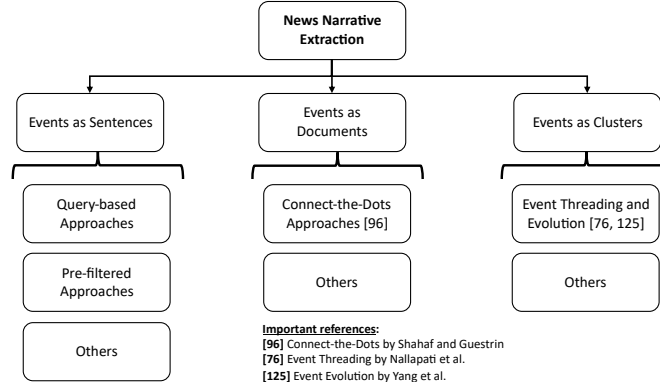 News Narrative
Extraction
Events as Sentences
Events as
Documents
Events as Clusters
Query-based
Approaches
Connect-the-Dots
Approaches [96]
Event Threading and
Evolution [76, 125]
Pre-filtered
Approaches
Others
Others
Others
Important references:
[96] Connect-the-Dots by Shahaf and Guestrin
[76] Event Threading by Nallapati et al.
[125] Event Evolution by Yang et al.